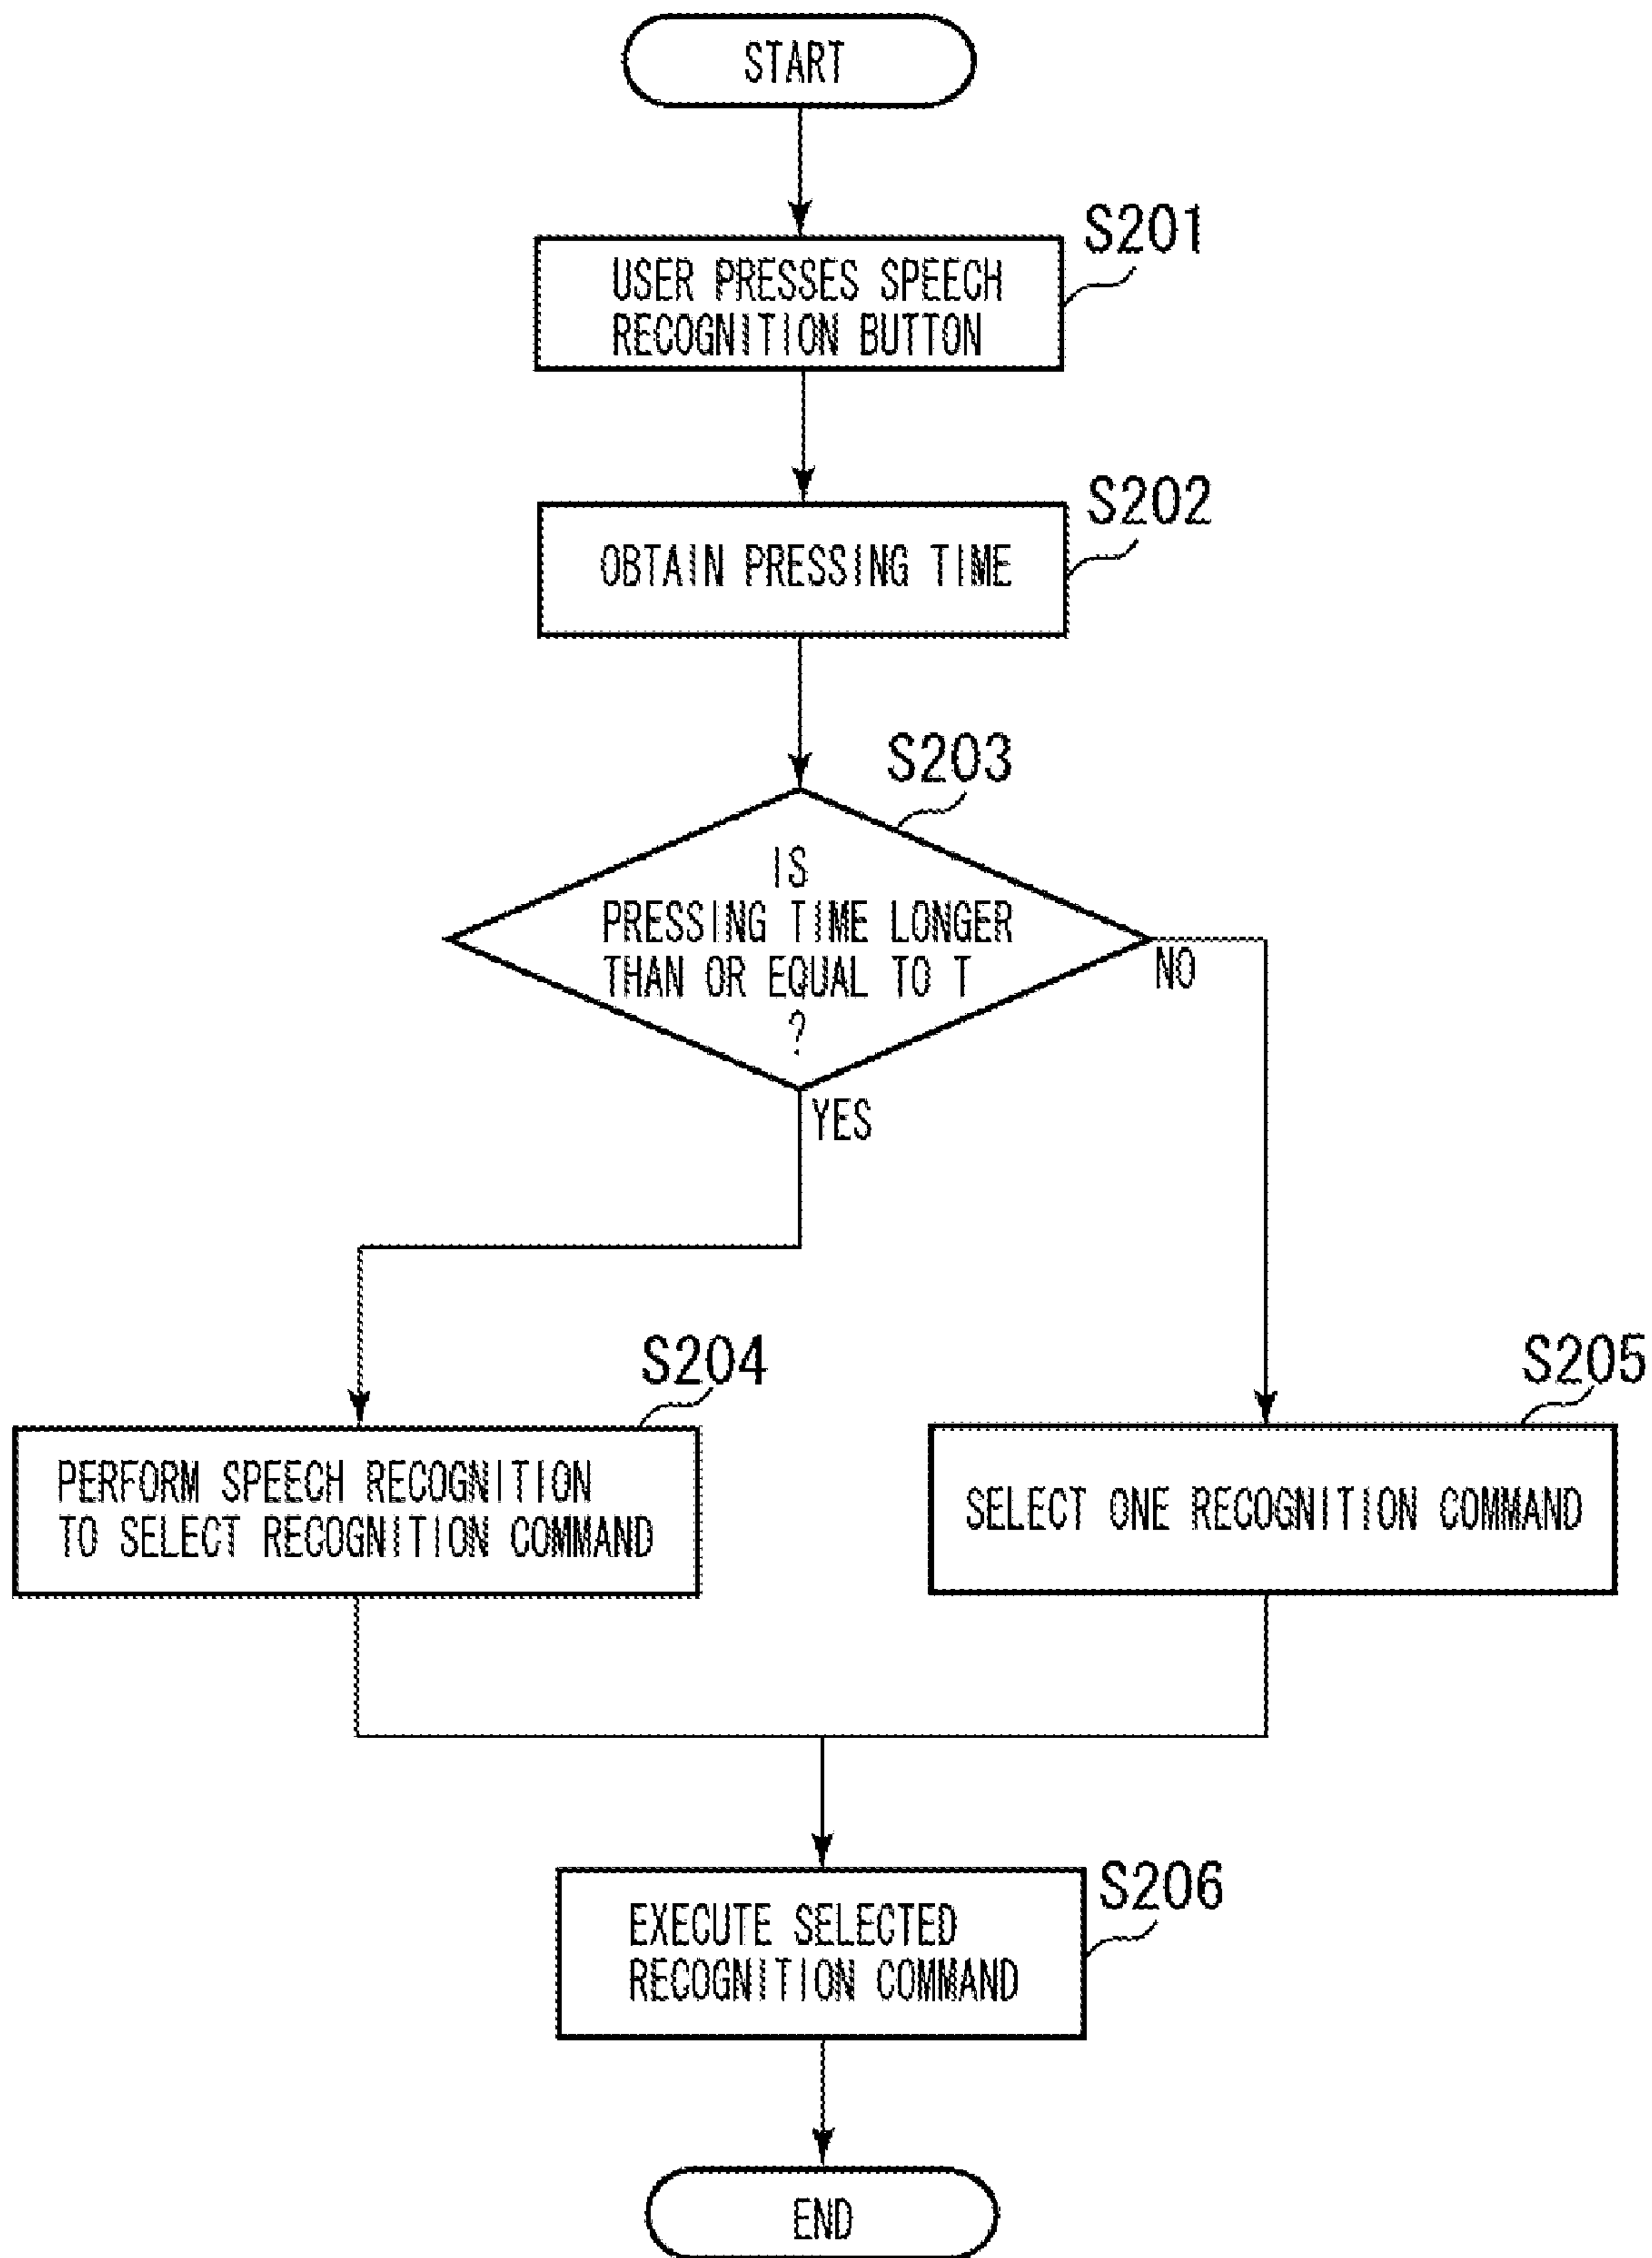 START
S201
USER PRESSES SPEECH
RECOGNITION BUTTON
S202
OBTAIN PRESSING TIME
S203
IS
PRESSING TIME LONGER
THAN OR EQUAL TO T
?
NO
YES
S204
PERFORM SPEECH RECOGNITION
TO SELECT RECOGNITION COMMAND
S205
SELECT ONE RECOGNITION COMMAND
S206
EXECUTE SELECTED
RECOGNITION COMMAND
END